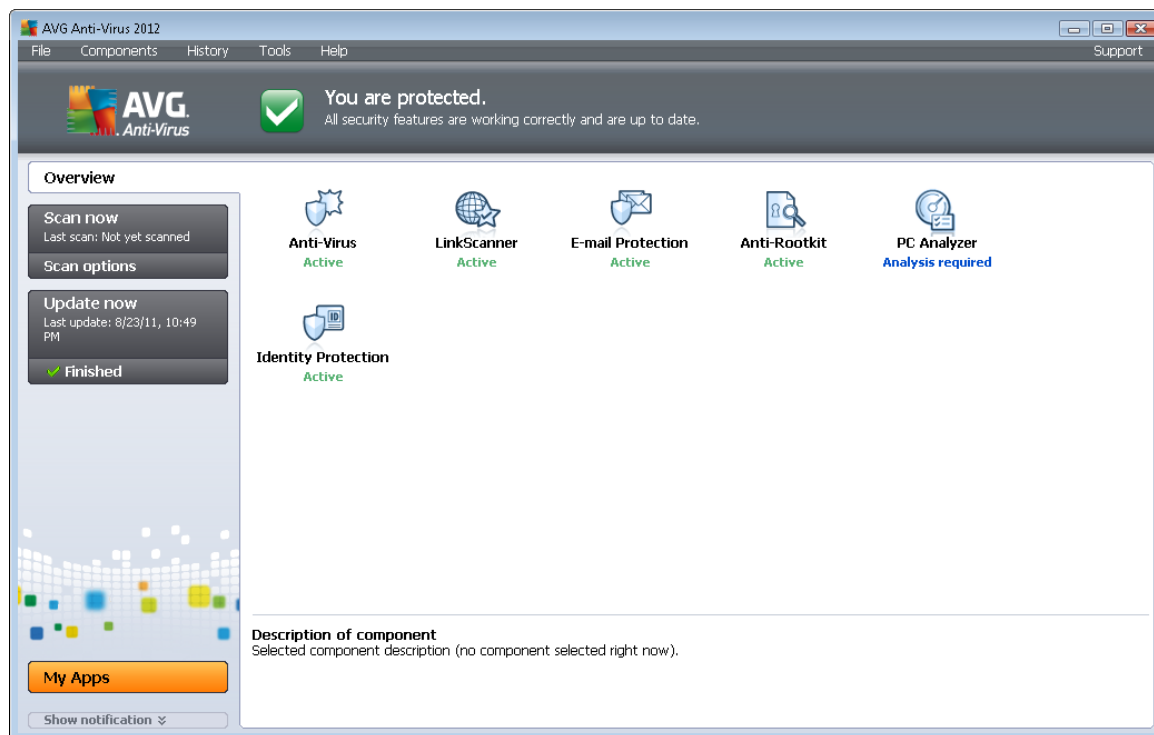 AVG Anti-Virus 2012
File Components History Tools Help Support
AVG.
Anti-Virus
You are protected.
All security features are working correctly and are up to date.
Overview
Scan now
Last scan: Not yet scanned
Scan options
Update now
Last update: 8/23/11, 10:49
PM
Finished
Anti-Virus
Active
LinkScanner
Active
E-mail Protection
Active
Anti-Rootkit
Active
PC Analyzer
Analysis required
ID
Identity Protection
Active
Description of component
Selected component description (no component selected right now).
My Apps
Show notification